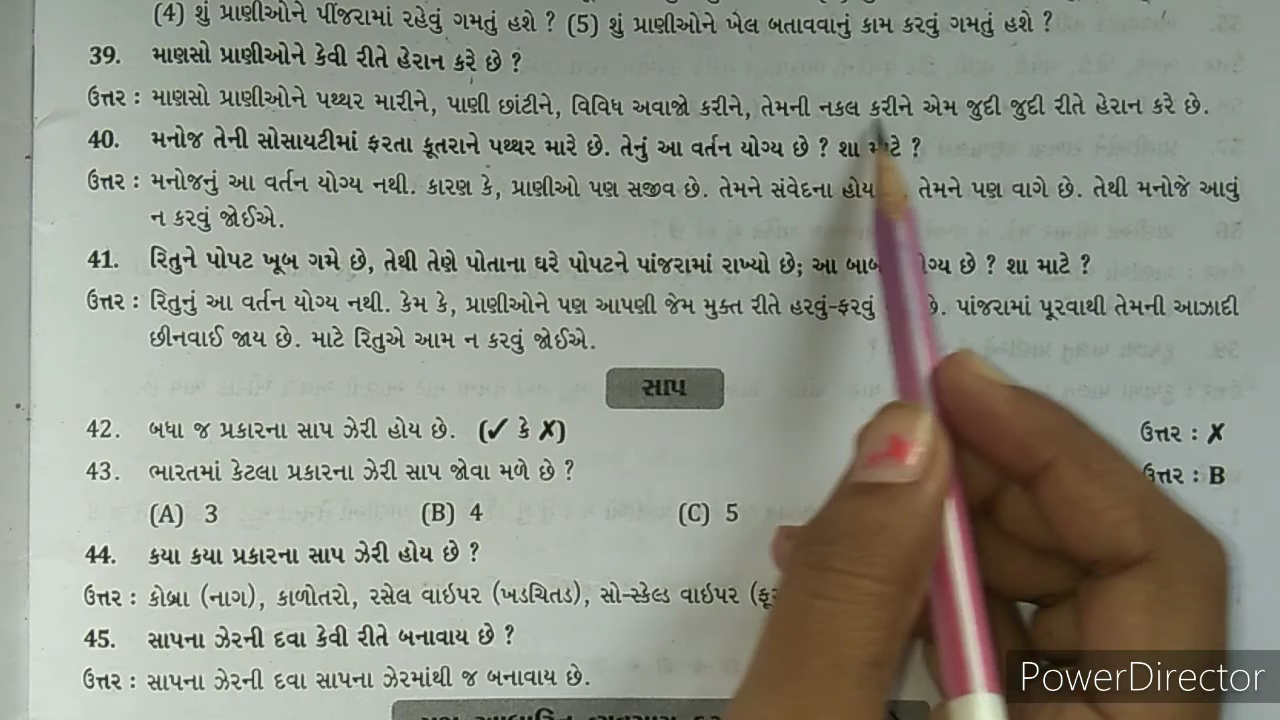 (4) શું પ્રાણીઓને પીંજરામાં રહેવું ગમતું હશે ? (5) શું પ્રાણીઓને ખેલ બતાવવાનું કામ કરવું ગમતું હશે ?
39. માણસો પ્રાણીઓને કેવી રીતે હેરાન કરે છે ?
ઉત્તર : માણસો પ્રાણીઓને પથ્થર મારીને, પાણી છાંટીને, વિવિધ અવાજો કરીને, તેમની નકલ કરીને એમ જુદી જુદી રીતે હેરાન કરે છે.
40. મનોજ તેની સોસાયટીમાં ફરતા કૂતરાને પથ્થર મારે છે. તેનું આ વર્તન યોગ્ય છે ? શા માટે ?
ઉત્તર : મનોજનું આ વર્તન યોગ્ય નથી. કારણ કે, પ્રાણીઓ પણ સજીવ છે. તેમને સંવેદના હોય તેમને પણ વાગે છે. તેથી મનોજે આવું
ન કરવું જોઈએ.
41. રિતુને પોપટ ખૂબ ગમે છે, તેથી તેણે પોતાના ઘરે પોપટને પાંજરામાં રાખ્યો છે; આ છે ? શા માટે ?
ઉત્તર : રિતુનું આ વર્તન યોગ્ય નથી. કેમ કે, પ્રાણીઓને પણ આપણી જેમ મુક્ત રીતે હરવું-ફરવું છે. પાંજરામાં પૂરવાથી તેમની આઝાદી
છીનવાઈ જાય છે. માટે રિતુએ આમ ન કરવું જોઈએ.
સાપ
42. બધા જ પ્રકારના સાપ ઝેરી હોય છે. (✓ કે ✗) ઉત્તર : ✗
43. ભારતમાં કેટલા પ્રકારના ઝેરી સાપ જોવા મળે છે ? ઉત્તર : B
(A) 3 (B) 4 (C) 5
44. કયા કયા પ્રકારના સાપ ઝેરી હોય છે ?
ઉત્તર : કોબ્રા (નાગ), કાળોતરો, રસેલ વાઇપર (ખડચિતડ), સો-સ્કેલ્ડ વાઇપર
45. સાપના ઝેરની દવા કેવી રીતે બનાવાય છે ?
ઉત્તર : સાપના ઝેરની દવા સાપના ઝેરમાંથી જ બનાવાય છે.
PowerDirector